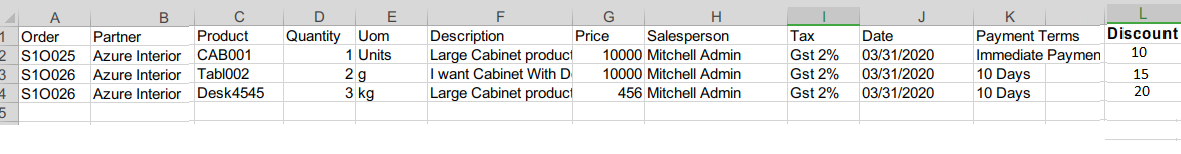 A B C D E F G H I J K L
1 Order Partner Product Quantity Uom Description Price Salesperson Tax Date Payment Terms Discount
2 S1O025 Azure Interior CAB001 1 Units Large Cabinet product 10000 Mitchell Admin Gst 2% 03/31/2020 Immediate Paymen 10
3 S1O026 Azure Interior Tabl002 2 g I want Cabinet With D 10000 Mitchell Admin Gst 2% 03/31/2020 10 Days 15
4 S1O026 Azure Interior Desk4545 3 kg Large Cabinet product 456 Mitchell Admin Gst 2% 03/31/2020 10 Days 20
5